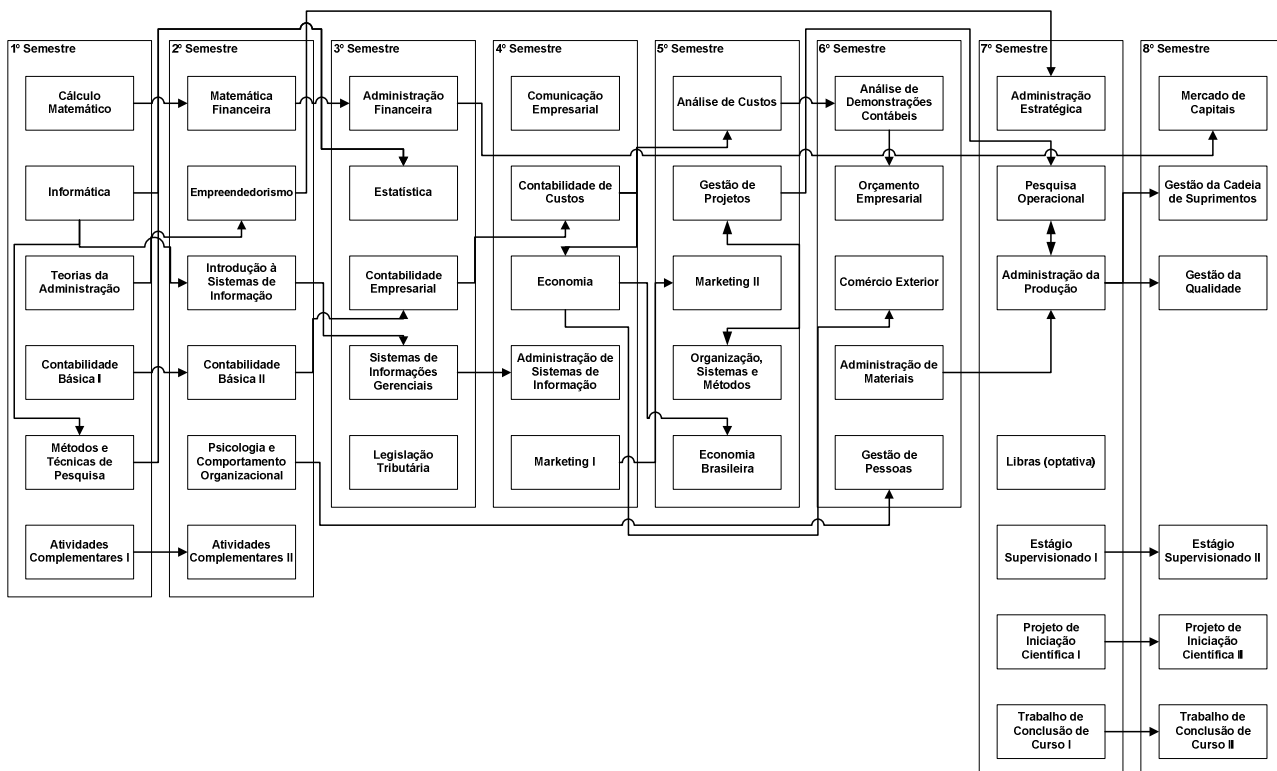 1º Semestre
Cálculo
Matemático
Informática
Teorias da
Administração
Contabilidade
Básica I
Métodos e
Técnicas de
Pesquisa
Atividades
Complementares I
2º Semestre
Matemática
Financeira
Empreendedorismo
Introdução à
Sistemas de
Informação
Contabilidade
Básica II
Psicologia e
Comportamento
Organizacional
Atividades
Complementares II
3º Semestre
Administração
Financeira
Estatística
Contabilidade
Empresarial
Sistemas de
Informações
Gerenciais
Legislação
Tributária
4º Semestre
Comunicação
Empresarial
Contabilidade de
Custos
Economia
Administração de
Sistemas de
Informação
Marketing I
5º Semestre
Análise de Custos
Gestão de
Projetos
Marketing II
Organização,
Sistemas e
Métodos
Economia
Brasileira
6º Semestre
Análise de
Demonstrações
Contábeis
Orçamento
Empresarial
Comércio Exterior
Administração de
Materiais
Gestão de
Pessoas
7º Semestre
Administração
Estratégica
Pesquisa
Operacional
Administração da
Produção
Libras (optativa)
Estágio
Supervisionado I
Projeto de
Iniciação
Científica I
Trabalho de
Conclusão de
Curso I
8º Semestre
Mercado de
Capitais
Gestão da Cadeia
de Suprimentos
Gestão da
Qualidade
Estágio
Supervisionado II
Projeto de
Iniciação
Científica II
Trabalho de
Conclusão de
Curso II